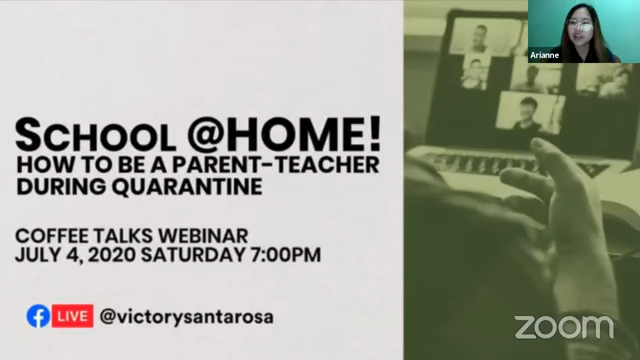 Arianne
SCHOOL @HOME!
HOW TO BE A PARENT-TEACHER
DURING QUARANTINE
COFFEE TALKS WEBINAR
JULY 4, 2020 SATURDAY 7:00PM
f LIVE @victorysantarosa
zoom